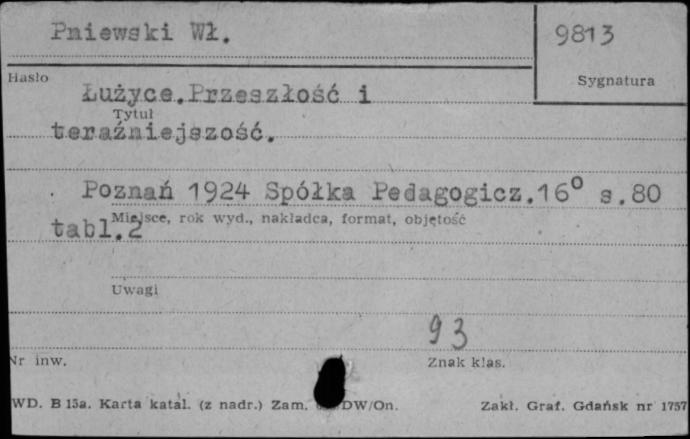 Pniewski Wł.
9813
Hasło
Sygnatura
Łużyce.Przeszłość i
Tytuł
teraźniejszość.
Poznań 1924 Spółka Pedagogicz.16° s.80
Miejsce, rok wyd., nakładca, format, objętość
tabl.2
Uwagi
93
Nr inw.
Znak klas.
WD. B 15a. Karta katal. (z nadr.) Zam. DW/On.
Zakł. Graf. Gdańsk nr 1757